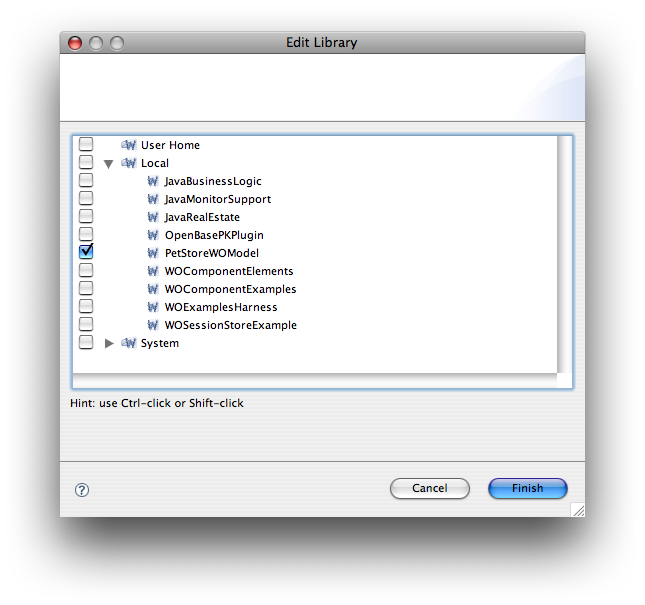 Edit Library
User Home
Local
JavaBusinessLogic
JavaMonitorSupport
JavaRealEstate
OpenBasePKPlugin
PetStoreWOModel
WOComponentElements
WOComponentExamples
WOExamplesHarness
WOSessionStoreExample
System
Hint: use Ctrl-click or Shift-click
?
Cancel
Finish